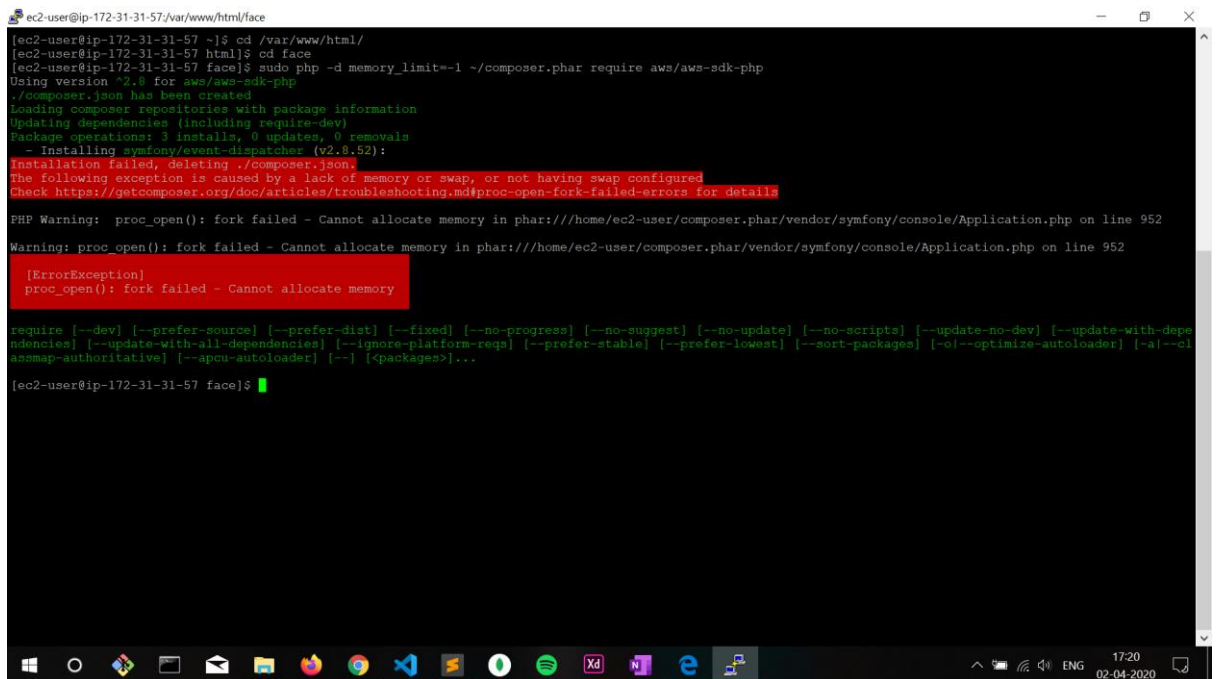 ec2-user@ip-172-31-31-57:/var/www/html/face
[ec2-user@ip-172-31-31-57 ~]$ cd /var/www/html/
[ec2-user@ip-172-31-31-57 html]$ cd face
[ec2-user@ip-172-31-31-57 face]$ sudo php -d memory_limit=-1 ~/composer.phar require aws/aws-sdk-php
Using version ^2.8 for aws/aws-sdk-php
./composer.json has been created
Loading composer repositories with package information
Updating dependencies (including require-dev)
Package operations: 3 installs, 0 updates, 0 removals
  - Installing symfony/event-dispatcher (v2.8.52):
Installation failed, deleting ./composer.json.
The following exception is caused by a lack of memory or swap, or not having swap configured
Check https://getcomposer.org/doc/articles/troubleshooting.md#proc-open-fork-failed-errors for details
PHP Warning:  proc_open(): fork failed - Cannot allocate memory in phar:///home/ec2-user/composer.phar/vendor/symfony/console/Application.php on line 952
Warning: proc_open(): fork failed - Cannot allocate memory in phar:///home/ec2-user/composer.phar/vendor/symfony/console/Application.php on line 952
[ErrorException]
proc_open(): fork failed - Cannot allocate memory
require [--dev] [--prefer-source] [--prefer-dist] [--fixed] [--no-progress] [--no-suggest] [--no-update] [--no-scripts] [--update-no-dev] [--update-with-depe
ndencies] [--update-with-all-dependencies] [--ignore-platform-reqs] [--prefer-stable] [--prefer-lowest] [--sort-packages] [-o|--optimize-autoloader] [-a|--cl
assmap-authoritative] [--apcu-autoloader] [--] [<packages>]...
[ec2-user@ip-172-31-31-57 face]$
Xd
N
ENG
17:20
02-04-2020